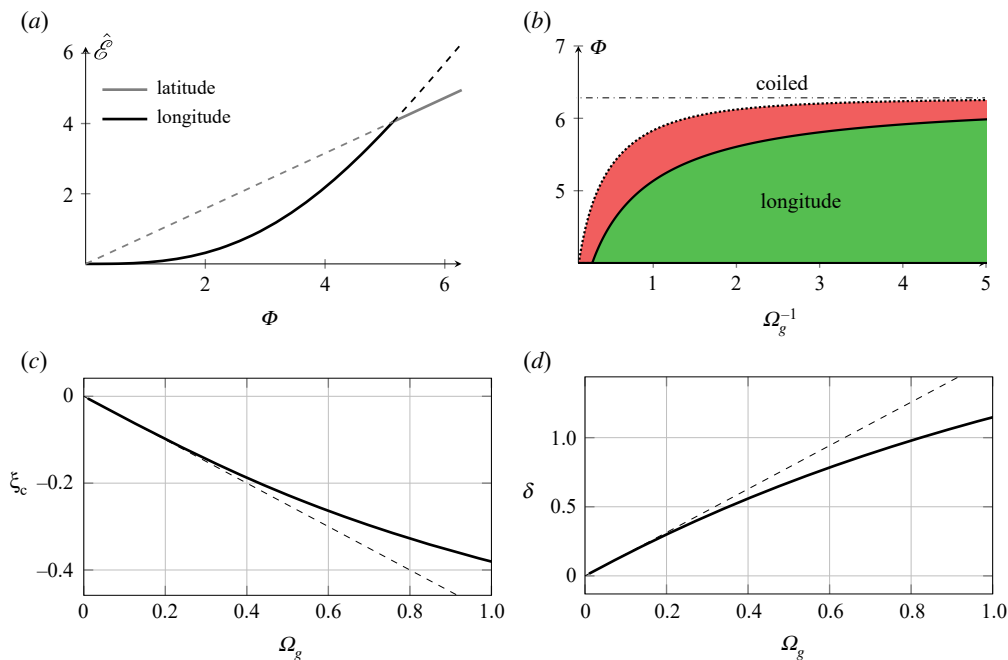 (a)
6
ℰ̂
latitude
longitude
4
2
2 4 6
Φ
(b)
7
Φ
coiled
6
5
longitude
1 2 3 4 5
Ω_g^−1
(c)
0
−0.2
−0.4
ξ_c
0 0.2 0.4 0.6 0.8 1.0
Ω_g
(d)
1.0
0.5
0
δ
0 0.2 0.4 0.6 0.8 1.0
Ω_g